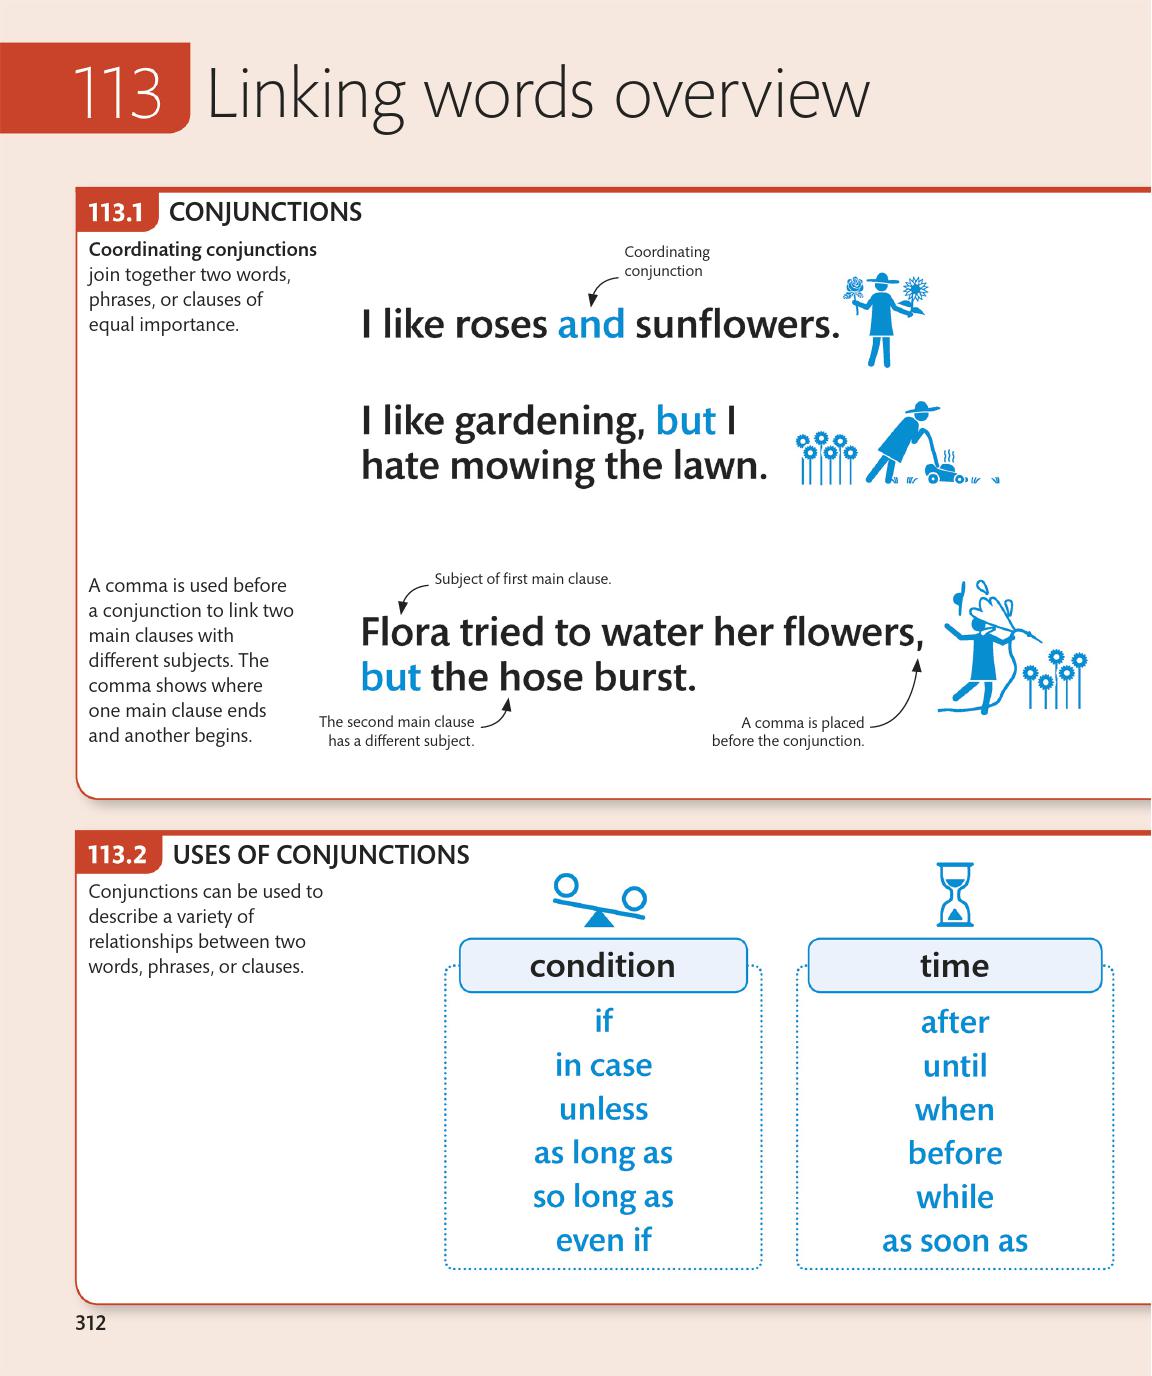 113 Linking words overview
113.1 CONJUNCTIONS
Coordinating conjunctions
join together two words,
phrases, or clauses of
equal importance.
Coordinating
conjunction
I like roses and sunflowers.
I like gardening, but I
hate mowing the lawn.
A comma is used before
a conjunction to link two
main clauses with
different subjects. The
comma shows where
one main clause ends
and another begins.
Subject of first main clause.
Flora tried to water her flowers,
but the hose burst.
The second main clause
has a different subject.
A comma is placed
before the conjunction.
113.2 USES OF CONJUNCTIONS
Conjunctions can be used to
describe a variety of
relationships between two
words, phrases, or clauses.
condition
if
in case
unless
as long as
so long as
even if
time
after
until
when
before
while
as soon as
312